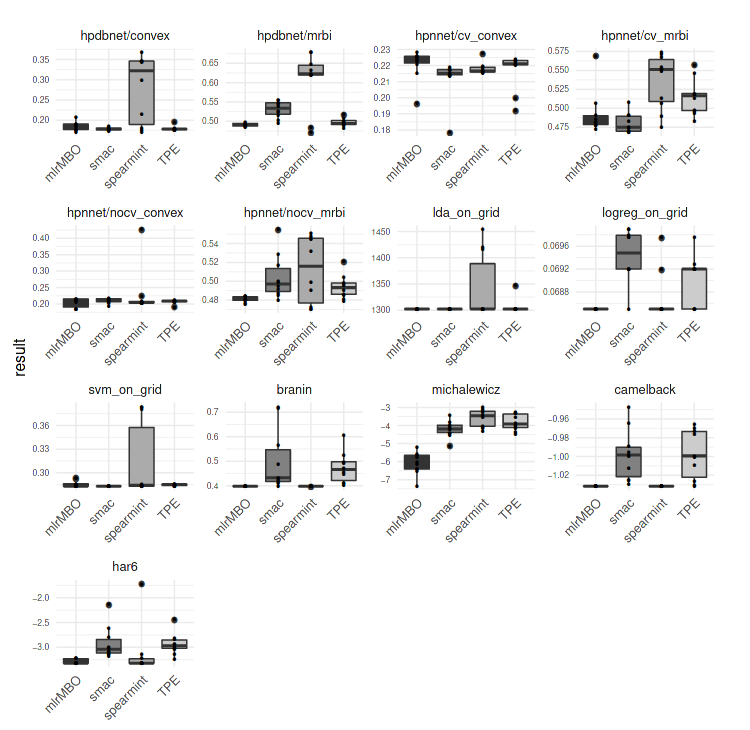 hpdbnet/convex
hpdbnet/mrbi
hpnnet/cv_convex
hpnnet/cv_mrbi
0.35
0.30
0.25
0.20
0.65
0.60
0.55
0.50
0.23
0.22
0.21
0.20
0.19
0.18
0.575
0.550
0.525
0.500
0.475
mlrMBO
smac
spearmint
TPE
mlrMBO
smac
spearmint
TPE
mlrMBO
smac
spearmint
TPE
mlrMBO
smac
spearmint
TPE
hpnnet/nocv_convex
hpnnet/nocv_mrbi
lda_on_grid
logreg_on_grid
0.40
0.35
0.30
0.25
0.20
0.54
0.52
0.50
0.48
1450
1400
1350
1300
0.0696
0.0692
0.0688
mlrMBO
smac
spearmint
TPE
mlrMBO
smac
spearmint
TPE
mlrMBO
smac
spearmint
TPE
mlrMBO
smac
spearmint
TPE
result
svm_on_grid
branin
michalewicz
camelback
0.36
0.33
0.30
0.7
0.6
0.5
0.4
−3
−4
−5
−6
−7
−0.96
−0.98
−1.00
−1.02
mlrMBO
smac
spearmint
TPE
mlrMBO
smac
spearmint
TPE
mlrMBO
smac
spearmint
TPE
mlrMBO
smac
spearmint
TPE
har6
−2.0
−2.5
−3.0
mlrMBO
smac
spearmint
TPE